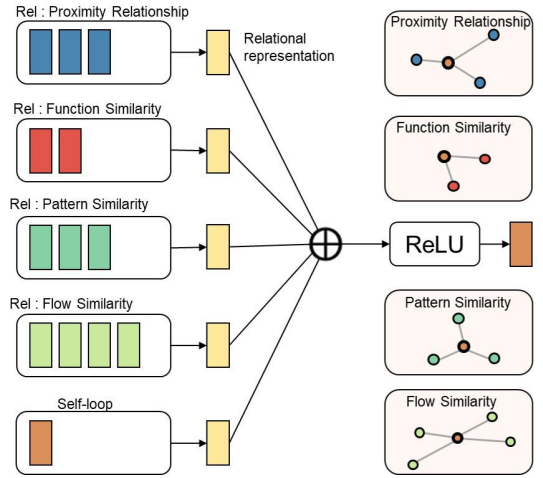 Rel : Proximity Relationship
Relational
representation
Rel : Function Similarity
Rel : Pattern Similarity
Rel : Flow Similarity
Self-loop
Proximity Relationship
Function Similarity
ReLU
Pattern Similarity
Flow Similarity